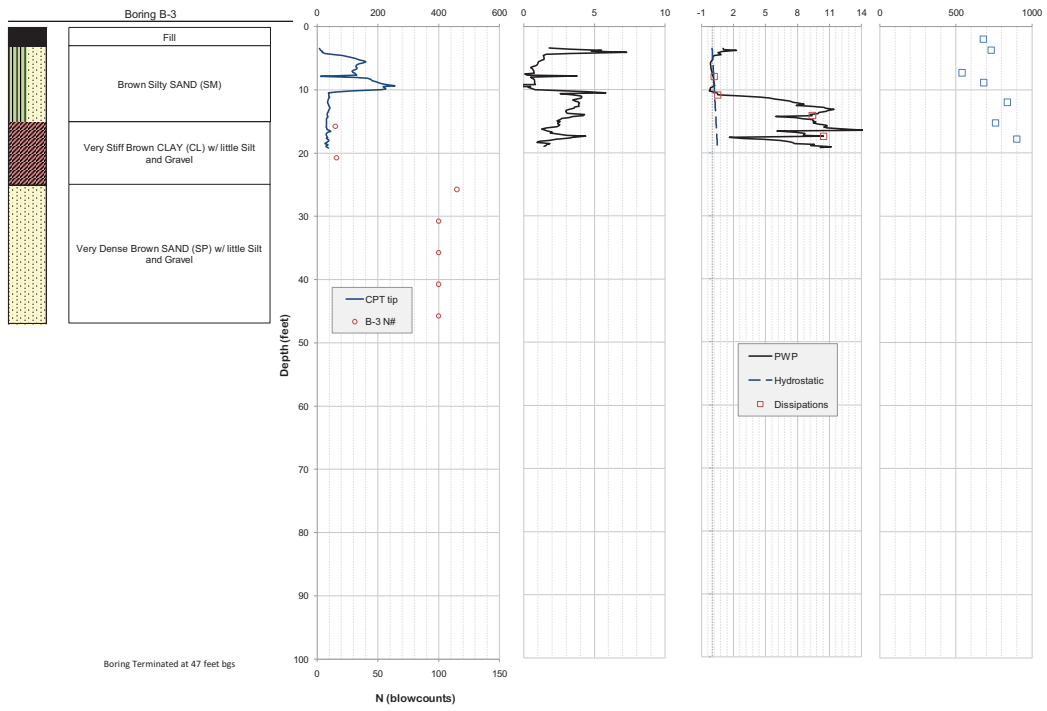 Boring B-3
Fill
Brown Silty SAND (SM)
Very Stiff Brown CLAY (CL) w/ little Silt
and Gravel
Very Dense Brown SAND (SP) w/ little Silt
and Gravel
Boring Terminated at 47 feet bgs
0 200 400 600
0
10
20
30
40
50
60
70
80
90
100
Depth (feet)
CPT tip
B-3 N#
0 50 100 150
N (blowcounts)
0 5 10
-1 2 5 8 11 14
PWP
Hydrostatic
Dissipations
0 500 1000